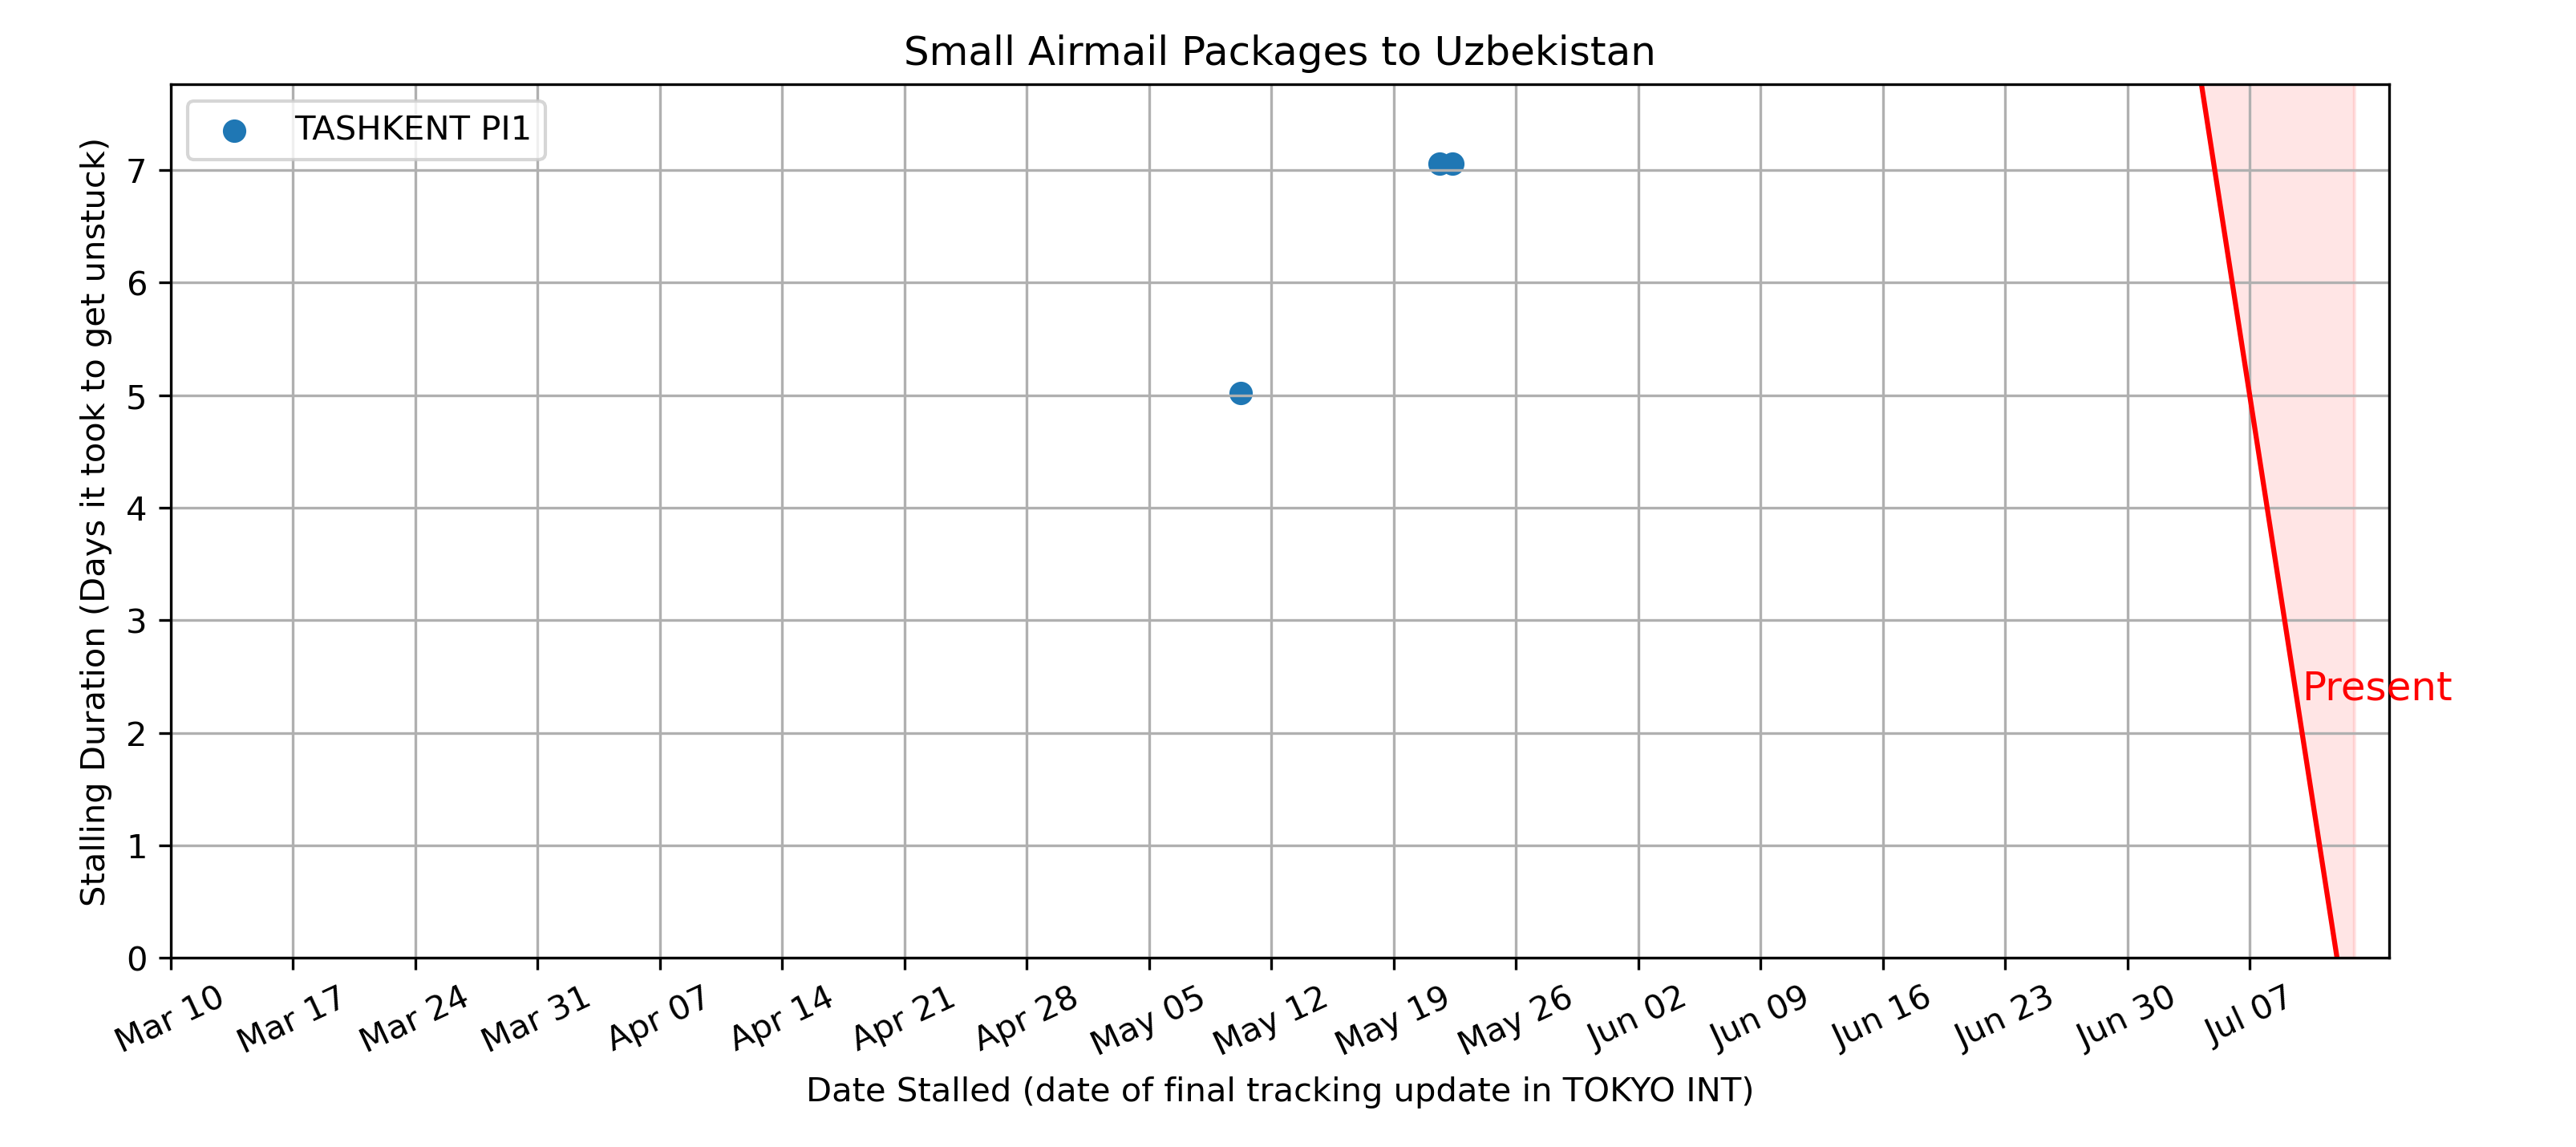 Small Airmail Packages to Uzbekistan
TASHKENT PI1
Stalling Duration (Days it took to get unstuck)
7
6
5
4
3
2
1
0
Present
Mar 10
Mar 17
Mar 24
Mar 31
Apr 07
Apr 14
Apr 21
Apr 28
May 05
May 12
May 19
May 26
Jun 02
Jun 09
Jun 16
Jun 23
Jun 30
Jul 07
Date Stalled (date of final tracking update in TOKYO INT)